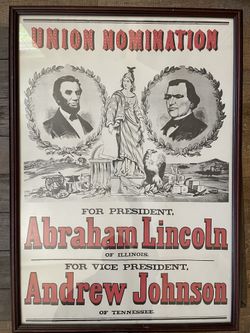 UNION NOMINATION
FOR PRESIDENT,
Abraham Lincoln
OF ILLINOIS.
FOR VICE PRESIDENT,
Andrew Johnson
OF TENNESSEE.